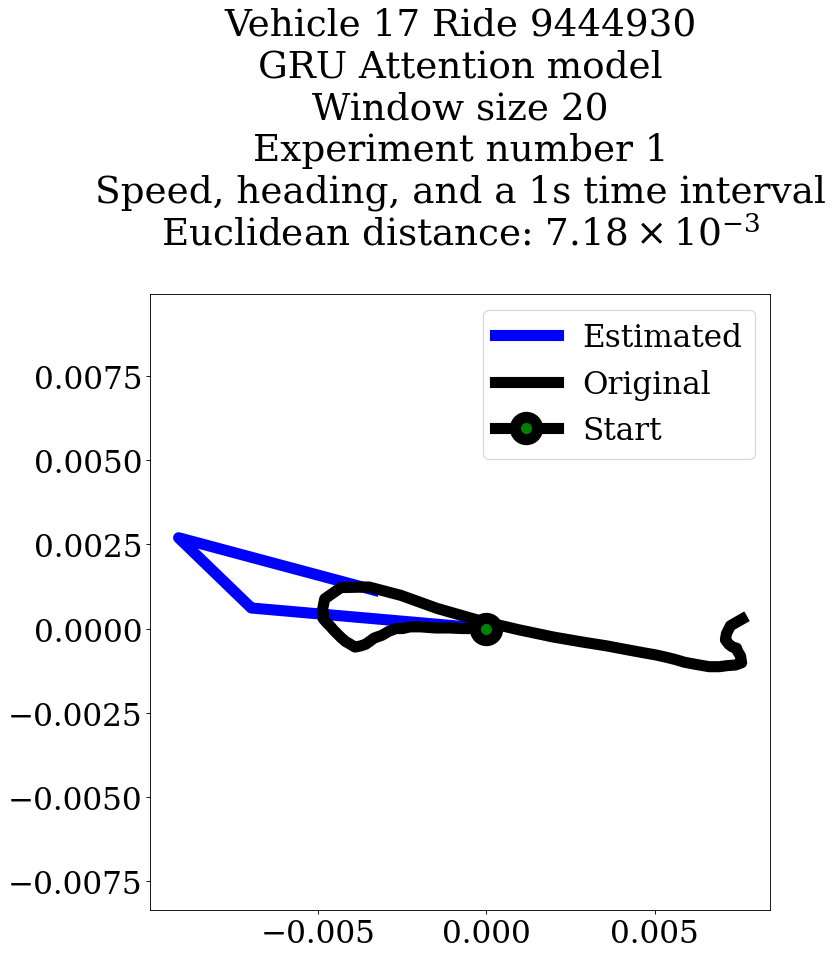 Vehicle 17 Ride 9444930
GRU Attention model
Window size 20
Experiment number 1
Speed, heading, and a 1s time interval
Euclidean distance: 7.18 × 10⁻³
Estimated
Original
Start
0.0075
0.0050
0.0025
0.0000
−0.0025
−0.0050
−0.0075
−0.005 0.000 0.005